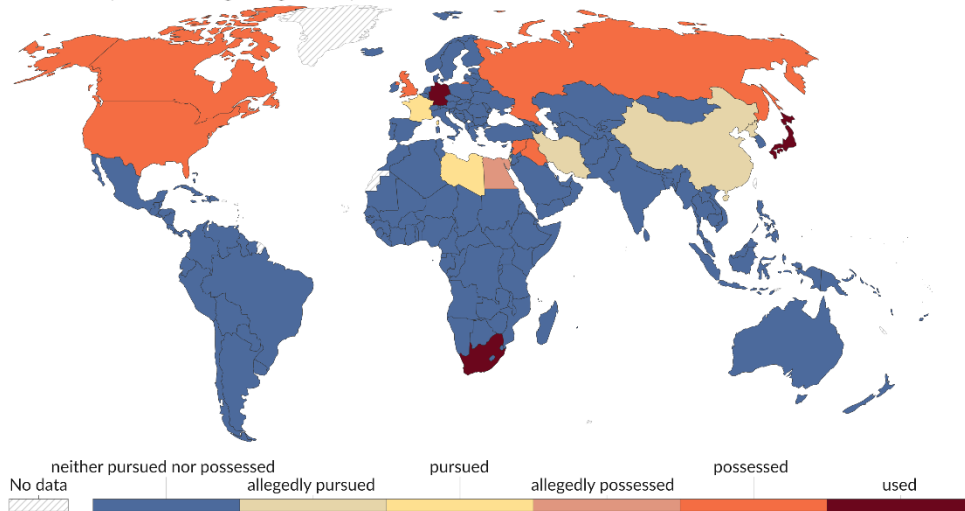 neither pursued nor possessed
pursued
possessed
No data
allegedly pursued
allegedly possessed
used